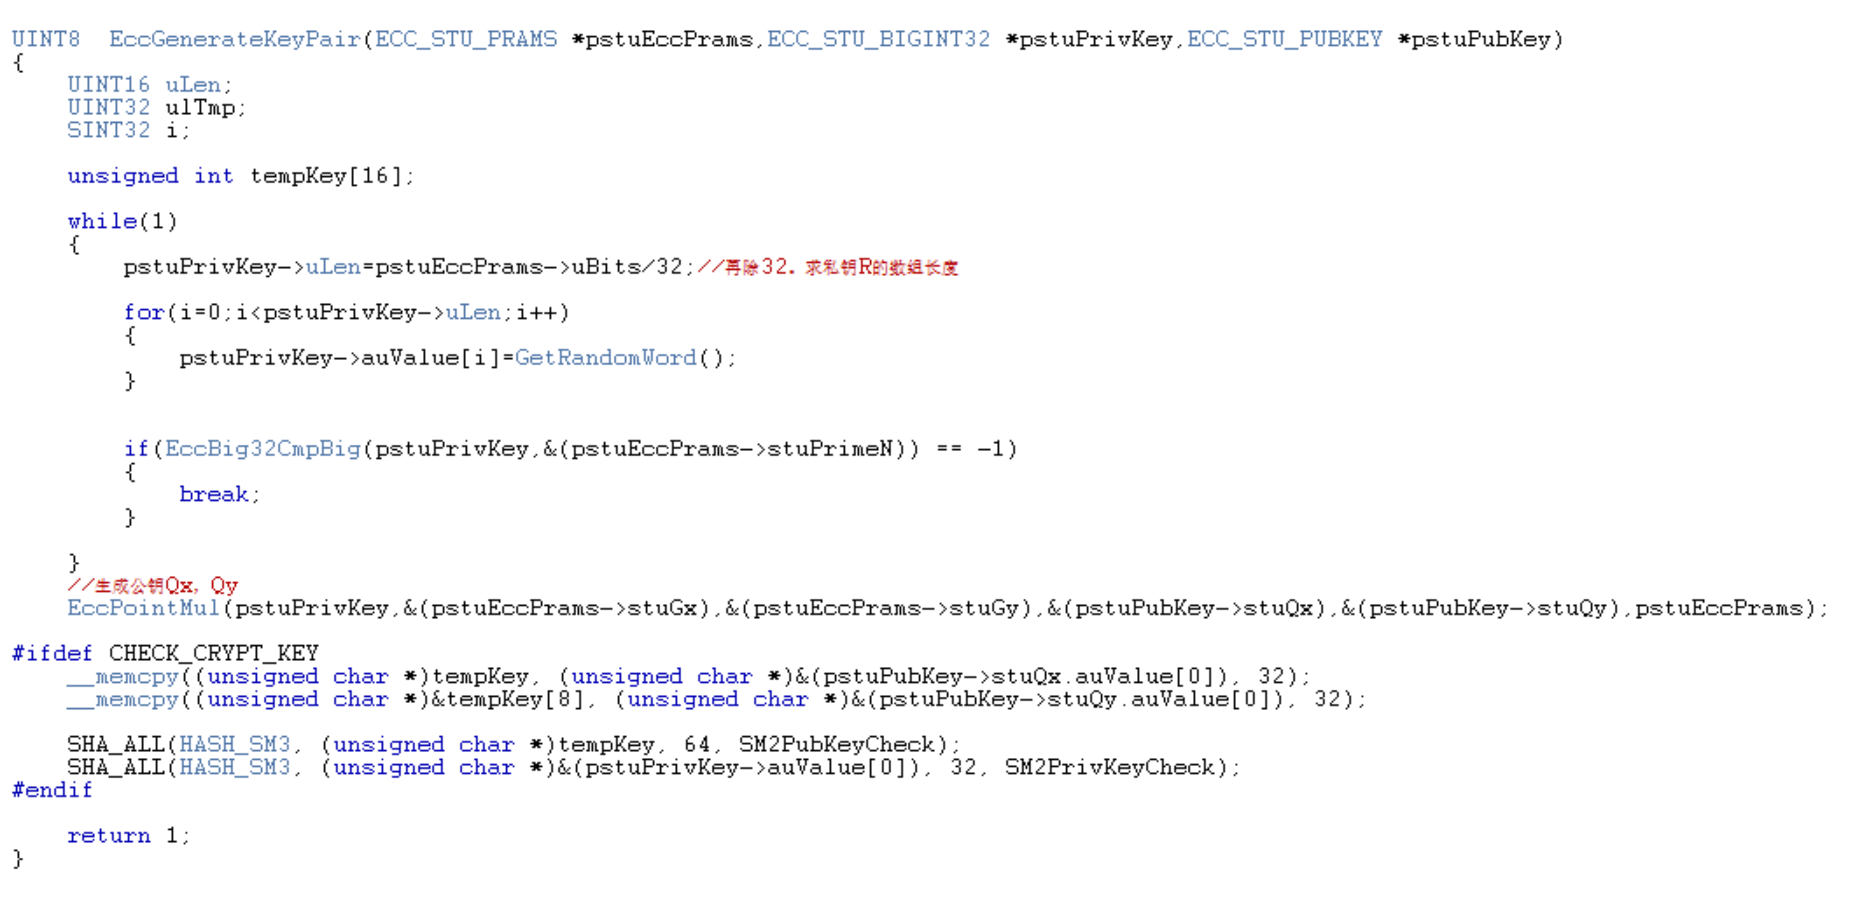 UINT8  EccGenerateKeyPair(ECC_STU_PRAMS *pstuEccPrams,ECC_STU_BIGINT32 *pstuPrivKey,ECC_STU_PUBKEY *pstuPubKey)
{
    UINT16 uLen;
    UINT32 ulTmp;
    SINT32 i;
    unsigned int tempKey[16];
    while(1)
    {
        pstuPrivKey->uLen=pstuEccPrams->uBits/32;//再除32. 求私钥R的数组长度
        for(i=0;i<pstuPrivKey->uLen;i++)
        {
            pstuPrivKey->auValue[i]=GetRandomWord();
        }
        if(EccBig32CmpBig(pstuPrivKey,&(pstuEccPrams->stuPrimeN)) == -1)
        {
            break;
        }
    }
    //生成公钥Qx, Qy
    EccPointMul(pstuPrivKey,&(pstuEccPrams->stuGx),&(pstuEccPrams->stuGy),&(pstuPubKey->stuQx),&(pstuPubKey->stuQy),pstuEccPrams);
#ifdef CHECK_CRYPT_KEY
    __memcpy((unsigned char *)tempKey, (unsigned char *)&(pstuPubKey->stuQx.auValue[0]), 32);
    __memcpy((unsigned char *)&tempKey[8], (unsigned char *)&(pstuPubKey->stuQy.auValue[0]), 32);
    SHA_ALL(HASH_SM3, (unsigned char *)tempKey, 64, SM2PubKeyCheck);
    SHA_ALL(HASH_SM3, (unsigned char *)&(pstuPrivKey->auValue[0]), 32, SM2PrivKeyCheck);
#endif
    return 1;
}